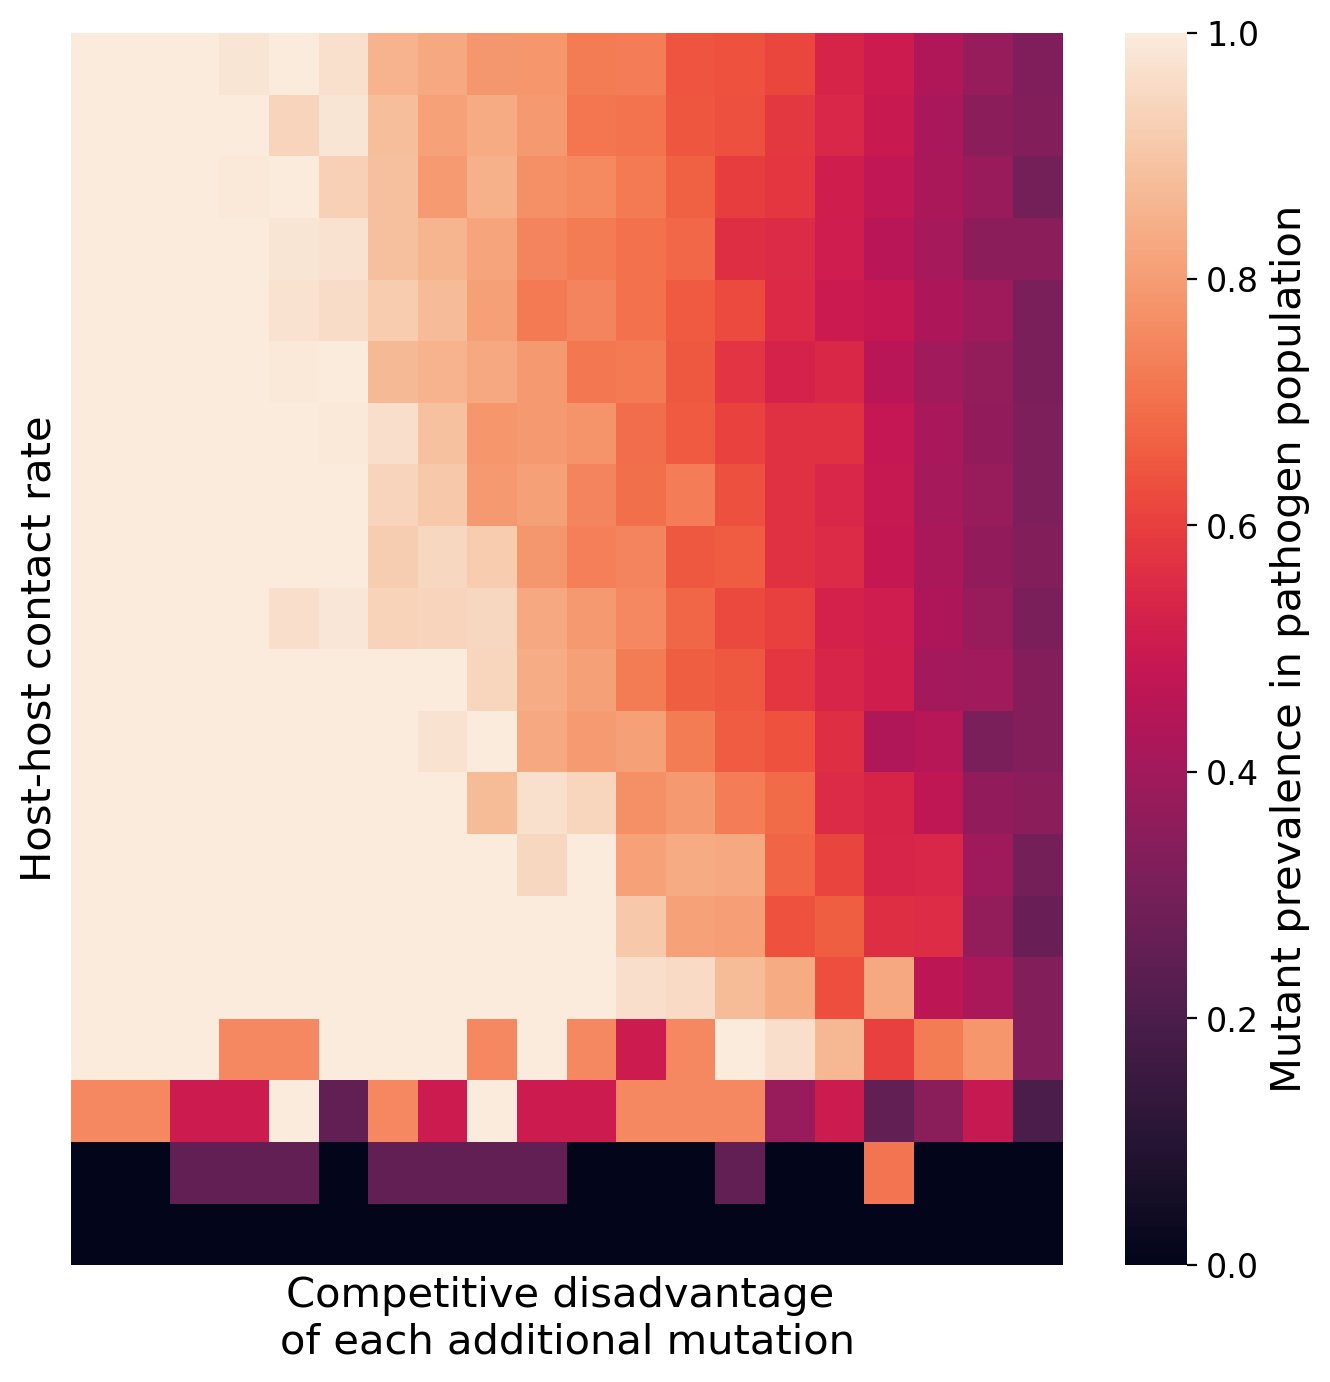 Host-host contact rate
Competitive disadvantage
of each additional mutation
1.0
0.8
0.6
0.4
0.2
0.0
Mutant prevalence in pathogen population